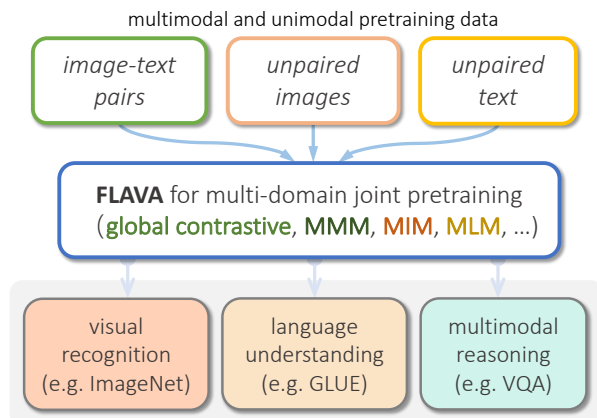 multimodal and unimodal pretraining data
image-text
pairs
unpaired
images
unpaired
text
FLAVA for multi-domain joint pretraining
(global contrastive, MMM, MIM, MLM, ...)
visual
recognition
(e.g. ImageNet)
language
understanding
(e.g. GLUE)
multimodal
reasoning
(e.g. VQA)